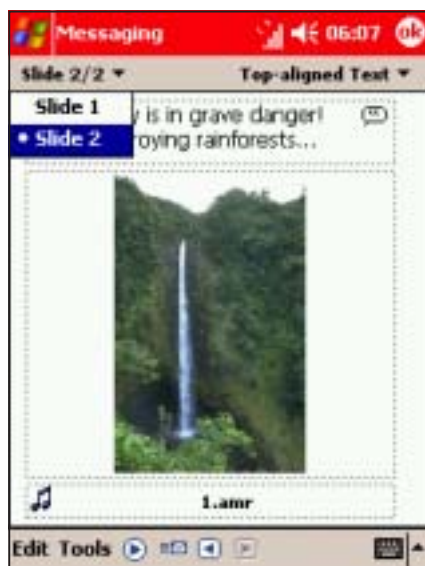 Messaging 06:07 ok
Slide 2/2 Top-aligned Text
Slide 1
Slide 2
y is in grave danger!
roying rainforests...
1.amr
Edit Tools